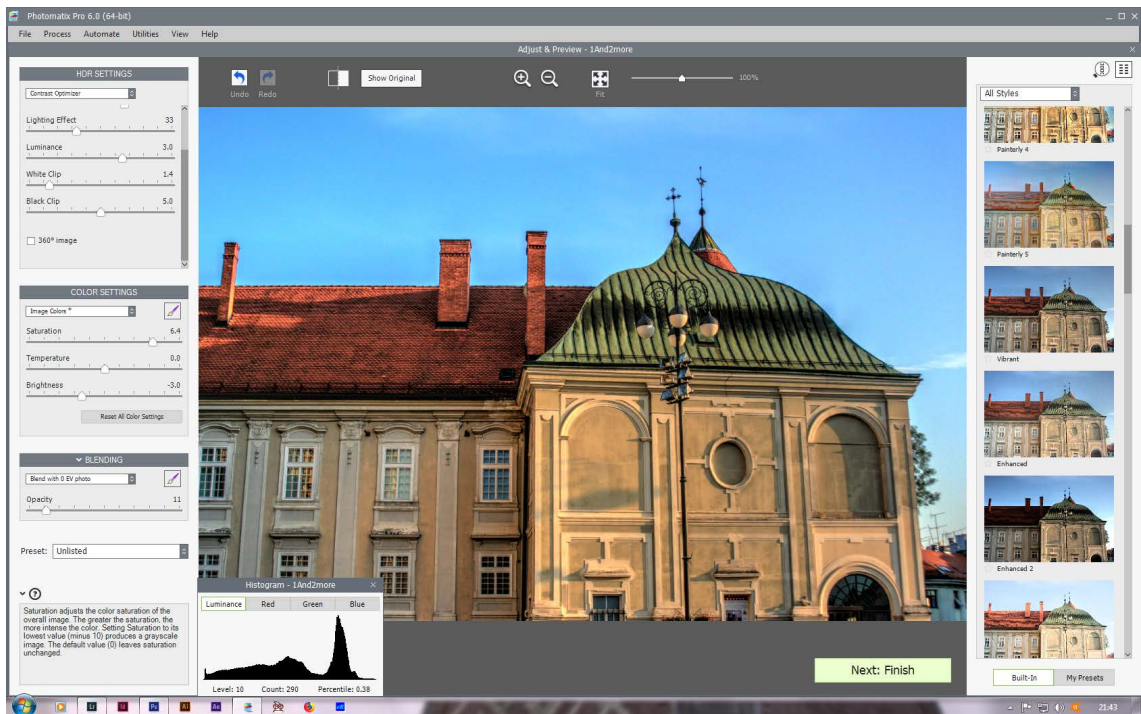 Photomatix Pro 6.0 (64-bit)
File Process Automate Utilities View Help
Adjust & Preview - 1And2more
HDR SETTINGS
Contrast Optimizer
Lighting Effect 33
Luminance 3.0
White Clip 1.4
Black Clip 5.0
360º image
COLOR SETTINGS
Image Colors *
Saturation 6.4
Temperature 0.0
Brightness -3.0
Reset All Color Settings
BLENDING
Blend with 0 EV photo
Opacity 11
Preset: Unlisted
Saturation adjusts the color saturation of the
overall image. The greater the saturation, the
more intense the color. Setting Saturation to its
lowest value (minus 10) produces a grayscale
image. The default value (0) leaves saturation
unchanged.
Undo Redo
Show Original
Fit
100%
Histogram - 1And2more
Luminance Red Green Blue
Level: 10 Count: 290 Percentile: 0.38
Next: Finish
All Styles
Painterly 4
Painterly 5
Vibrant
Enhanced
Enhanced 2
Built-In My Presets
Lr Id Ps Ai Ae
21:43